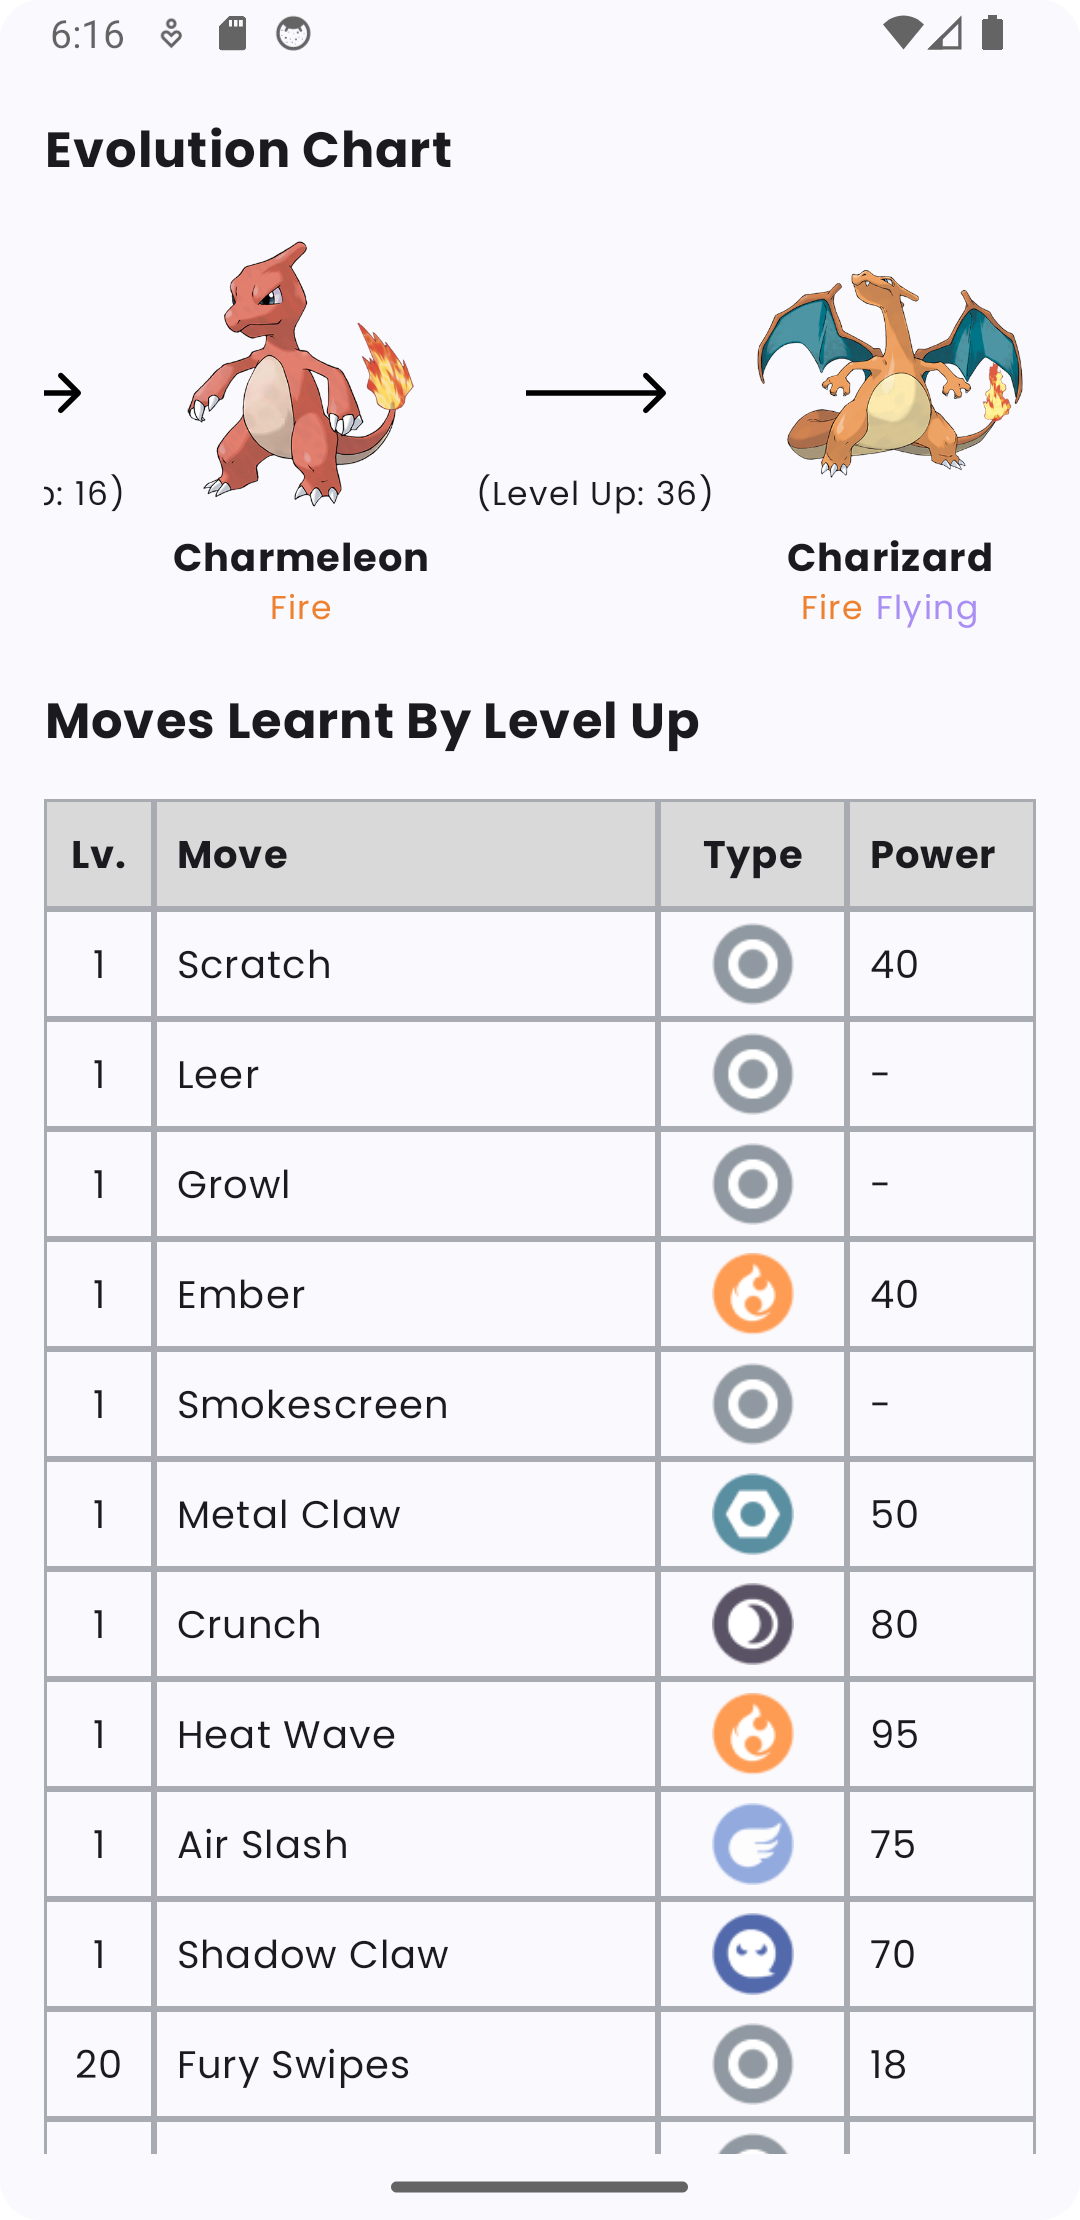 6:16
Evolution Chart
p: 16)
(Level Up: 36)
Charmeleon
Charizard
Fire
Fire Flying
Moves Learnt By Level Up
Lv. Move Type Power
1 Scratch 40
1 Leer -
1 Growl -
1 Ember 40
1 Smokescreen -
1 Metal Claw 50
1 Crunch 80
1 Heat Wave 95
1 Air Slash 75
1 Shadow Claw 70
20 Fury Swipes 18